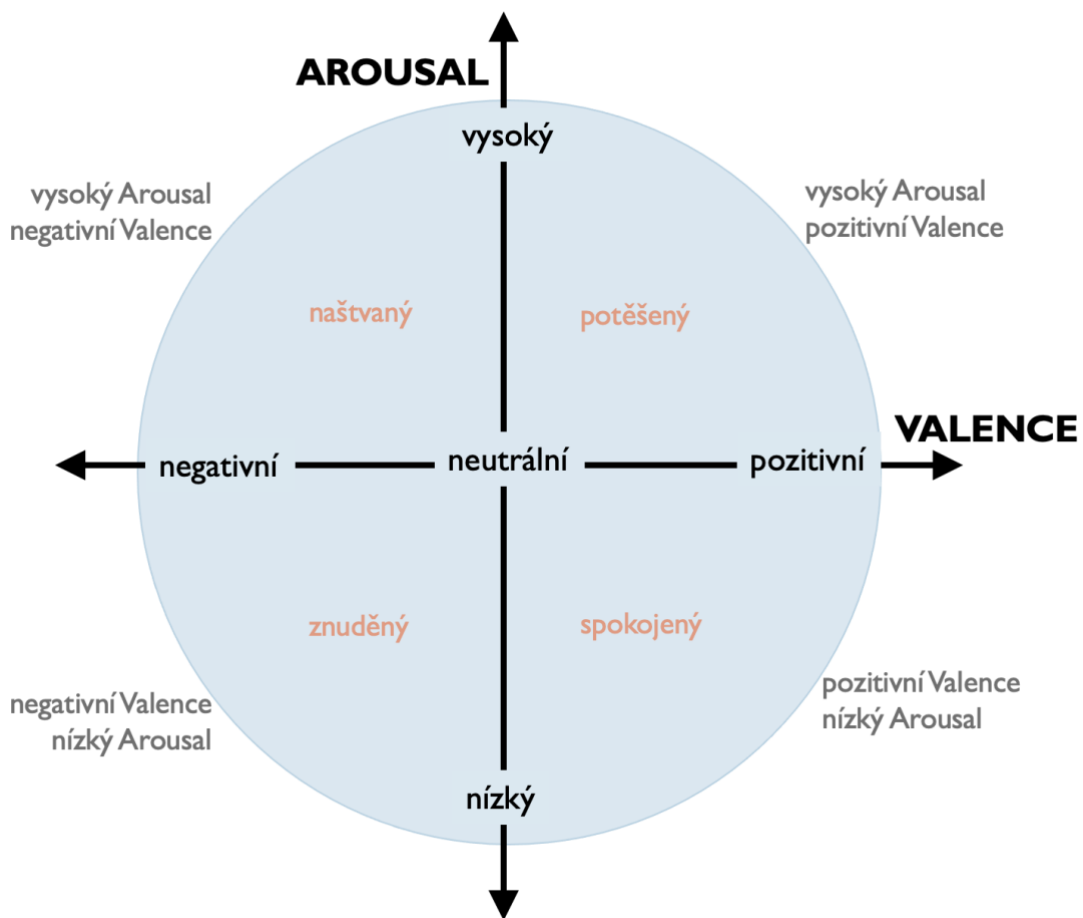 AROUSAL
vysoký
vysoký Arousal
negativní Valence
vysoký Arousal
pozitivní Valence
naštvaný
potěšený
VALENCE
negativní
neutrální
pozitivní
znuděný
spokojený
negativní Valence
nízký Arousal
pozitivní Valence
nízký Arousal
nízký